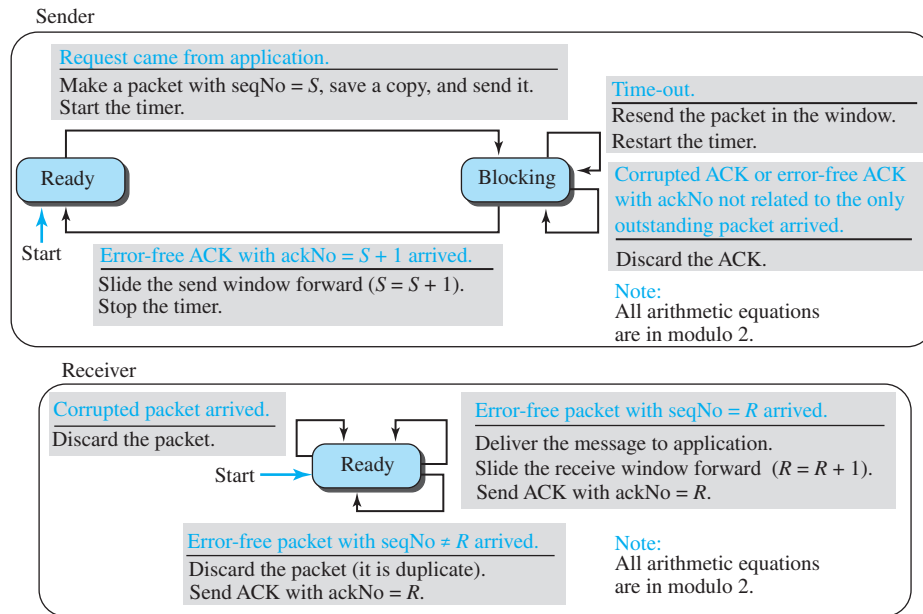 Sender
Request came from application.
Make a packet with seqNo = S, save a copy, and send it.
Start the timer.
Time-out.
Resend the packet in the window.
Restart the timer.
Ready
Blocking
Corrupted ACK or error-free ACK
with ackNo not related to the only
outstanding packet arrived.
Discard the ACK.
Start
Error-free ACK with ackNo = S + 1 arrived.
Slide the send window forward (S = S + 1).
Stop the timer.
Note:
All arithmetic equations
are in modulo 2.
Receiver
Corrupted packet arrived.
Discard the packet.
Error-free packet with seqNo = R arrived.
Deliver the message to application.
Slide the receive window forward (R = R + 1).
Send ACK with ackNo = R.
Start
Ready
Error-free packet with seqNo ≠ R arrived.
Discard the packet (it is duplicate).
Send ACK with ackNo = R.
Note:
All arithmetic equations
are in modulo 2.